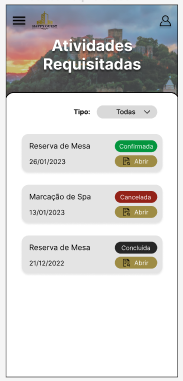 Atividades
Requisitadas
Tipo: Todas
Reserva de Mesa Confirmada
26/01/2023 Abrir
Marcação de Spa Cancelada
13/01/2023 Abrir
Reserva de Mesa Concluida
21/12/2022 Abrir